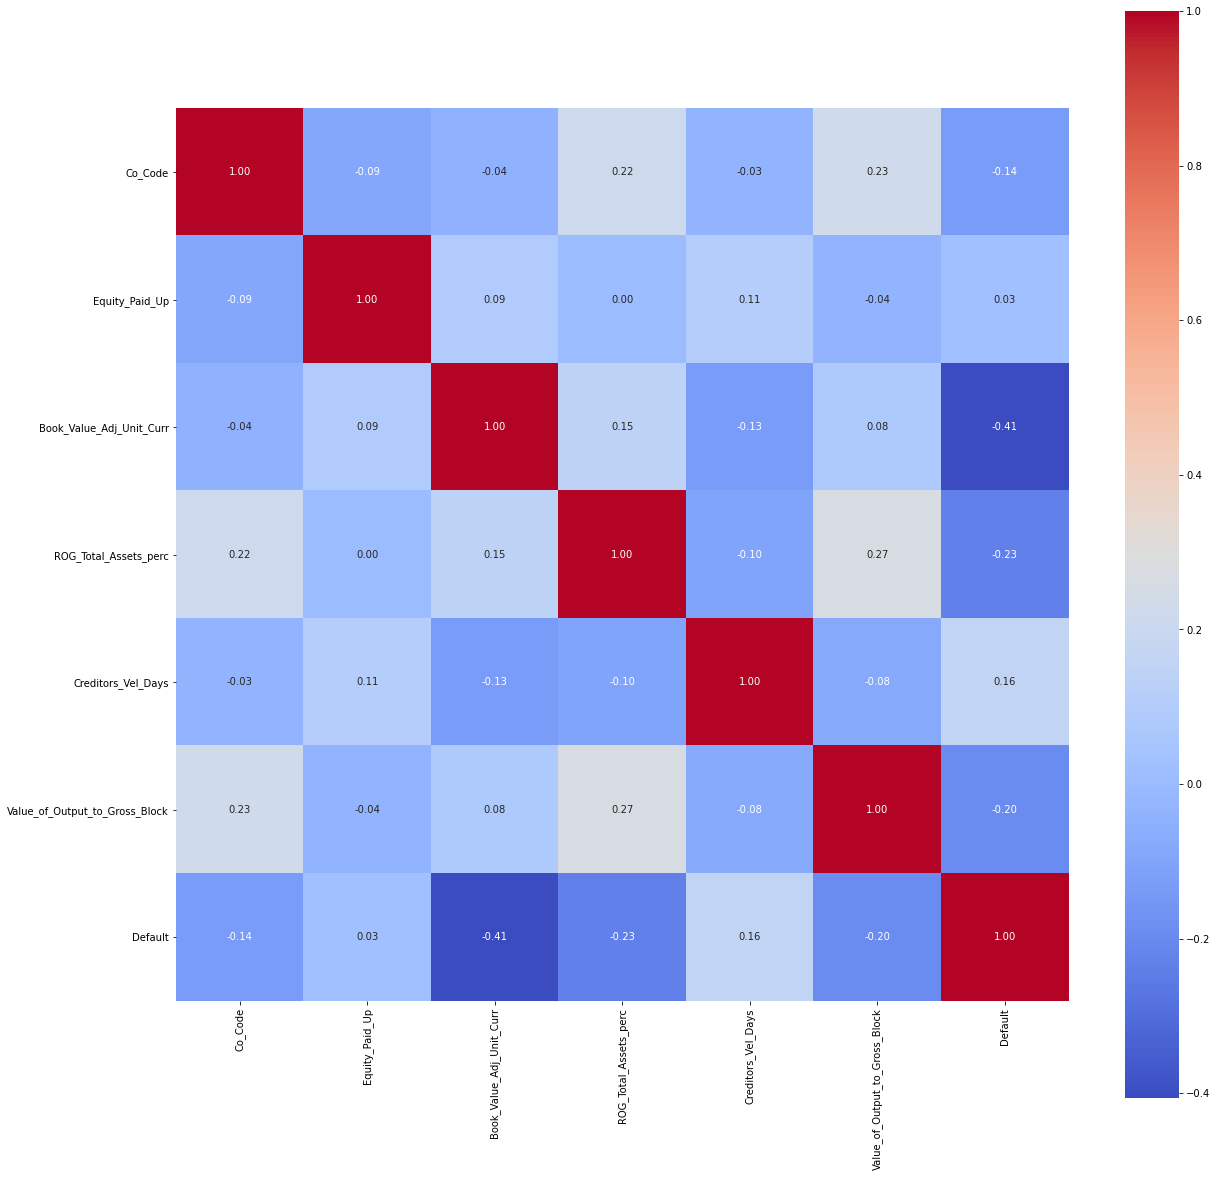 Co_Code 1.00 -0.09 -0.04 0.22 -0.03 0.23 -0.14
Equity_Paid_Up -0.09 1.00 0.09 0.00 0.11 -0.04 0.03
Book_Value_Adj_Unit_Curr -0.04 0.09 1.00 0.15 -0.13 0.08 -0.41
ROG_Total_Assets_perc 0.22 0.00 0.15 1.00 -0.10 0.27 -0.23
Creditors_Vel_Days -0.03 0.11 -0.13 -0.10 1.00 -0.08 0.16
Value_of_Output_to_Gross_Block 0.23 -0.04 0.08 0.27 -0.08 1.00 -0.20
Default -0.14 0.03 -0.41 -0.23 0.16 -0.20 1.00
Co_Code
Equity_Paid_Up
Book_Value_Adj_Unit_Curr
ROG_Total_Assets_perc
Creditors_Vel_Days
Value_of_Output_to_Gross_Block
Default
1.0
0.8
0.6
0.4
0.2
0.0
−0.2
−0.4